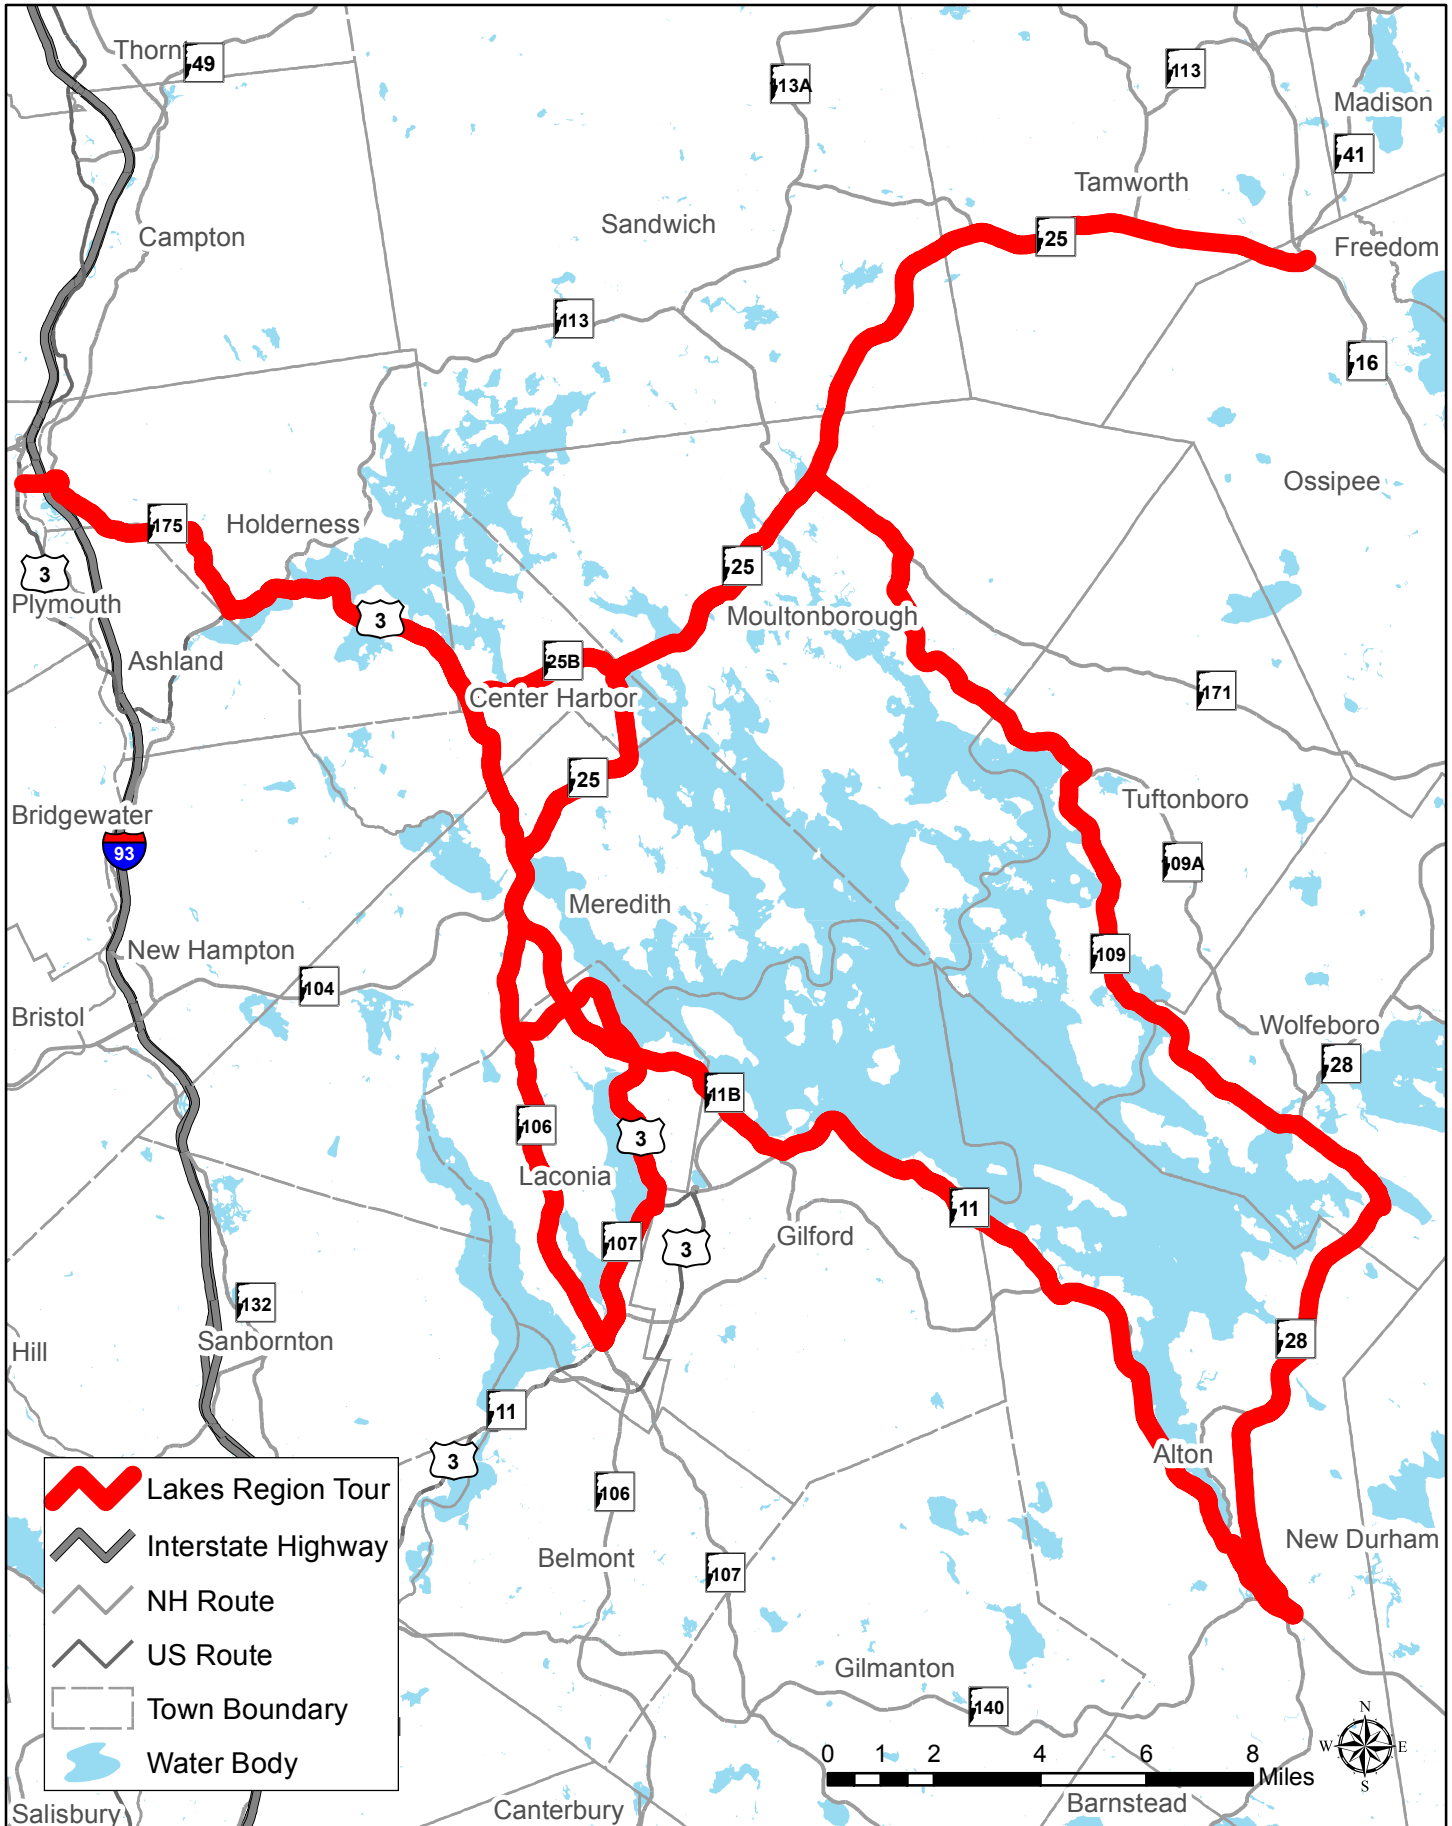 Thorn
49
13A
113
Madison
41
Tamworth
Sandwich
Campton
25
Freedom
113
16
Ossipee
175
Holderness
3
Plymouth
25
3
Moultonborough
Ashland
25B
Center Harbor
171
25
Tuftonboro
Bridgewater
93
09A
Meredith
New Hampton
109
104
Bristol
Wolfeboro
28
11B
106
3
Laconia
11
107
3
Gilford
132
Sanbornton
Hill
28
11
3
Alton
106
Belmont
107
New Durham
Lakes Region Tour
Interstate Highway
NH Route
US Route
Town Boundary
Water Body
Gilmanton
140
N
W
E
S
0 1 2 4 6 8
Miles
Salisbury
Canterbury
Barnstead